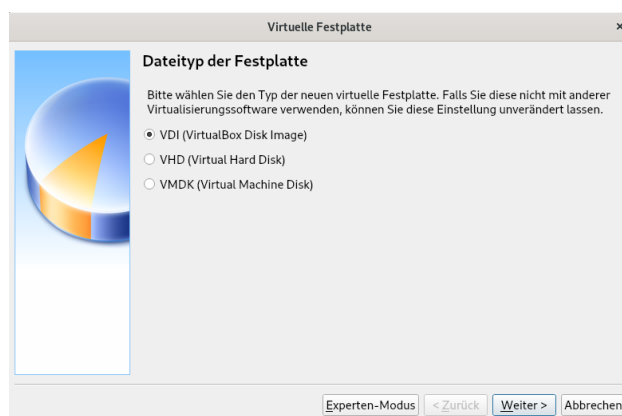 Virtuelle Festplatte
Dateityp der Festplatte
Bitte wählen Sie den Typ der neuen virtuelle Festplatte. Falls Sie diese nicht mit anderer
Virtualisierungssoftware verwenden, können Sie diese Einstellung unverändert lassen.
VDI (VirtualBox Disk Image)
VHD (Virtual Hard Disk)
VMDK (Virtual Machine Disk)
Experten-Modus < Zurück Weiter > Abbrechen